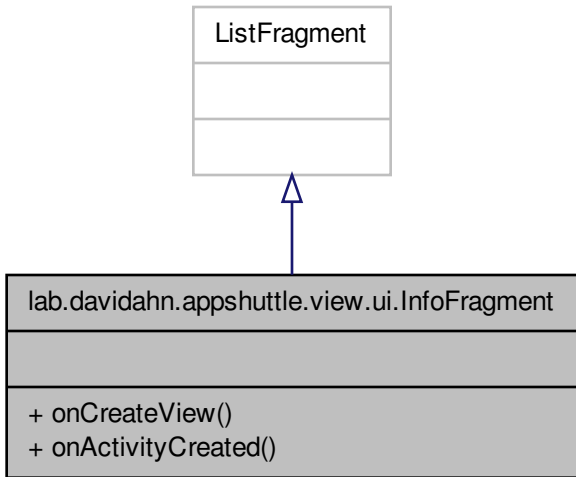 ListFragment
lab.davidahn.appshuttle.view.ui.InfoFragment
+ onCreateView()
+ onActivityCreated()